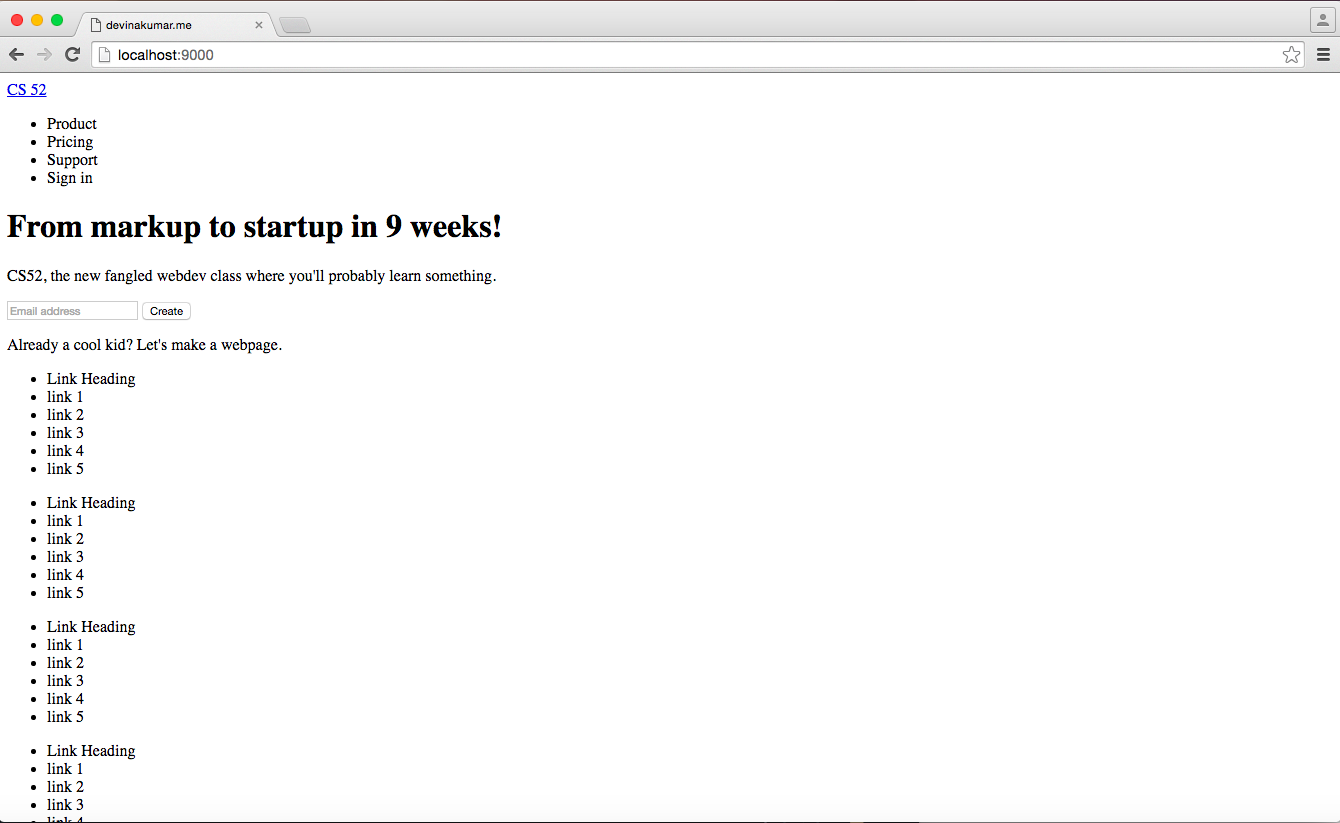 devinakumar.me
localhost:9000
CS 52
Product
Pricing
Support
Sign in
From markup to startup in 9 weeks!
CS52, the new fangled webdev class where you'll probably learn something.
Email address Create
Already a cool kid? Let's make a webpage.
Link Heading
link 1
link 2
link 3
link 4
link 5
Link Heading
link 1
link 2
link 3
link 4
link 5
Link Heading
link 1
link 2
link 3
link 4
link 5
Link Heading
link 1
link 2
link 3
link 4